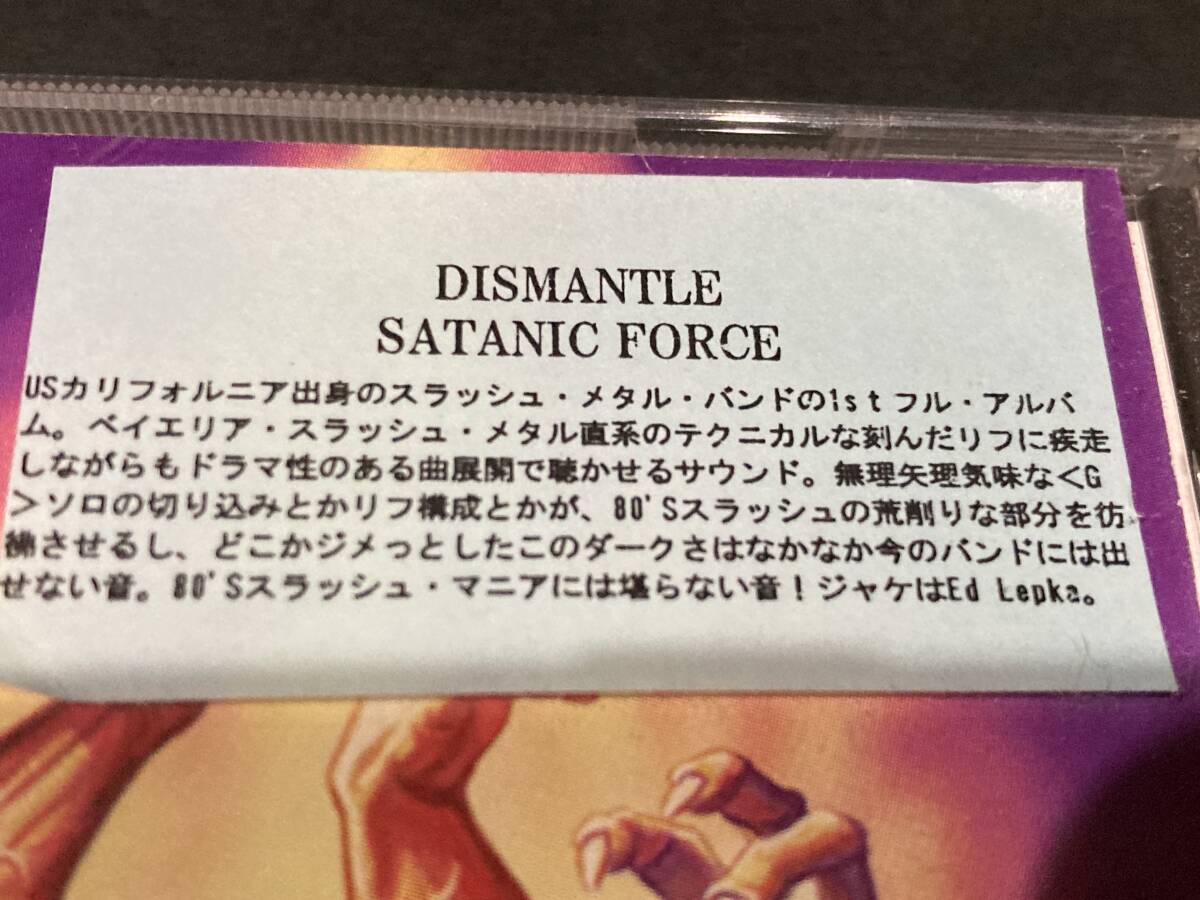 DISMANTLE
SATANIC FORCE
USカリフォルニア出身のスラッシュ・メタル・バンドの1stフル・アルバ
ム。ベイエリア・スラッシュ・メタル直系のテクニカルな刻んだリフに疾走
しながらもドラマ性のある曲展開で聴かせるサウンド。無理矢理気味な<G
>ソロの切り込みとかリフ構成とかが、80'Sスラッシュの荒削りな部分を彷
彿させるし、どこかジメっとしたこのダークさはなかなか今のバンドには出
せない音。80'Sスラッシュ・マニアには堪らない音！ジャケはEd Lepka。